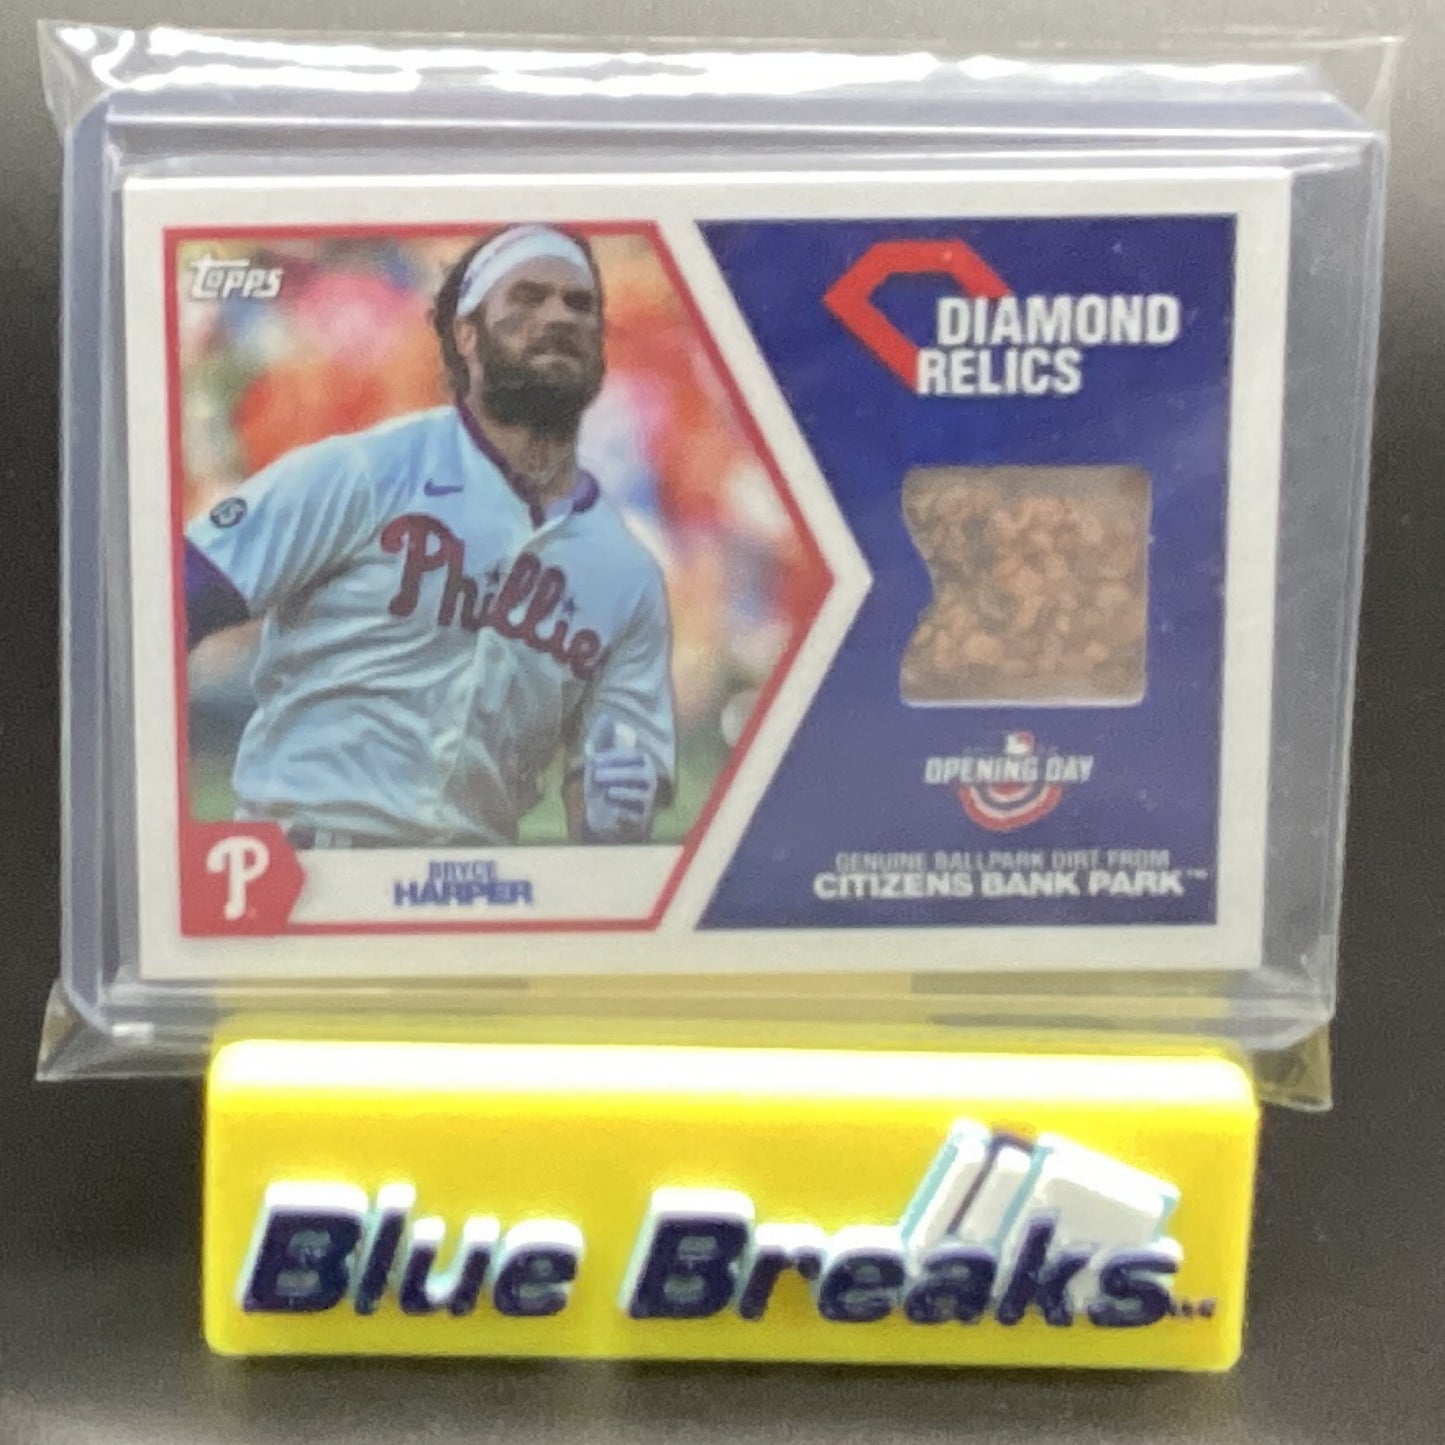 Topps
DIAMOND
RELICS
Phillies
OPENING DAY
GENUINE BALLPARK DIRT FROM
CITIZENS BANK PARK™
P
BRYCE
HARPER
Blue Breaks